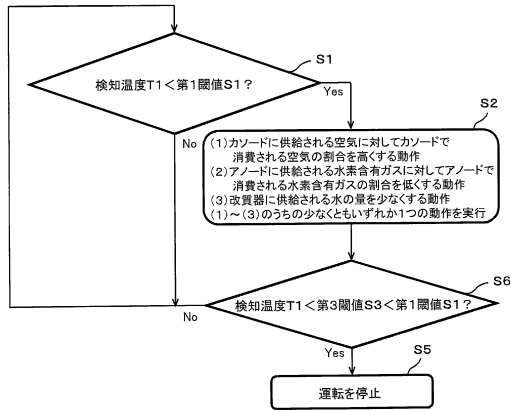 S1
検知温度T1<第1閾値S1?
Yes
No
S2
(1)カソードに供給される空気に対してカソードで
消費される空気の割合を高くする動作
(2)アノードに供給される水素含有ガスに対してアノードで
消費される水素含有ガスの割合を低くする動作
(3)改質器に供給される水の量を少なくする動作
(1)~(3)のうちの少なくともいずれか1つの動作を実行
S6
検知温度T1<第3閾値S3<第1閾値S1?
No
Yes
S5
運転を停止